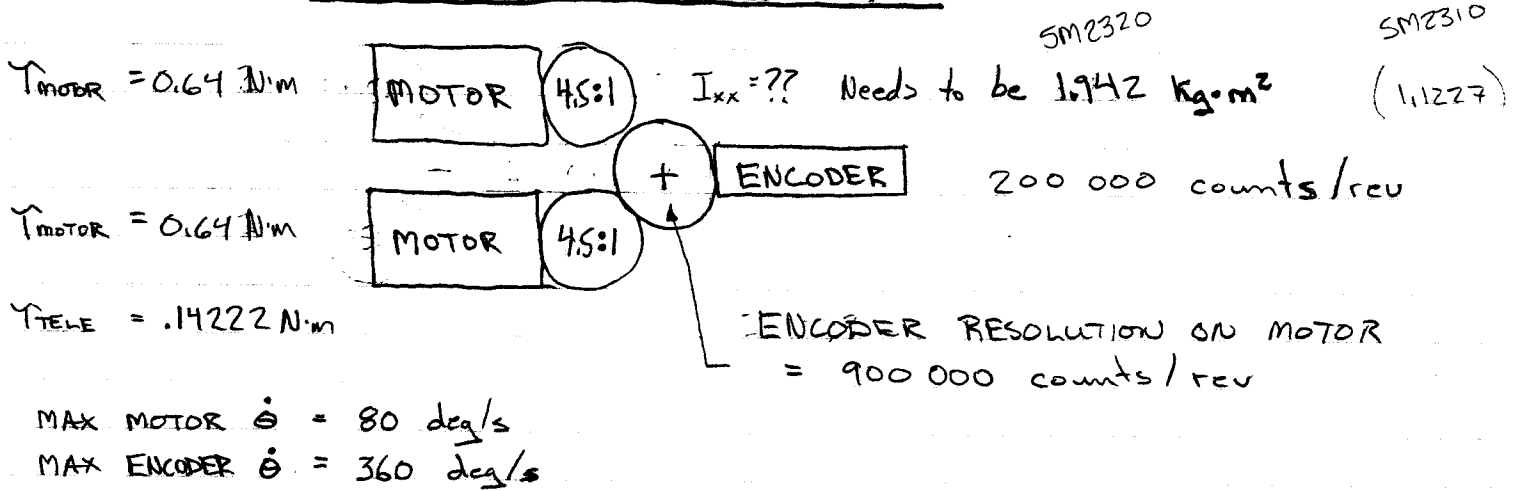 SM2320
SM2310
τMOTOR = 0.64 N·m
MOTOR
4.5:1
Ixx = ?? Needs to be 1.942 kg·m²
(1.1227)
+
ENCODER
200 000 counts/rev
τMOTOR = 0.64 N·m
MOTOR
4.5:1
τTELE = .14222 N·m
ENCODER RESOLUTION ON MOTOR
= 900 000 counts/rev
MAX MOTOR θ̇ = 80 deg/s
MAX ENCODER θ̇ = 360 deg/s